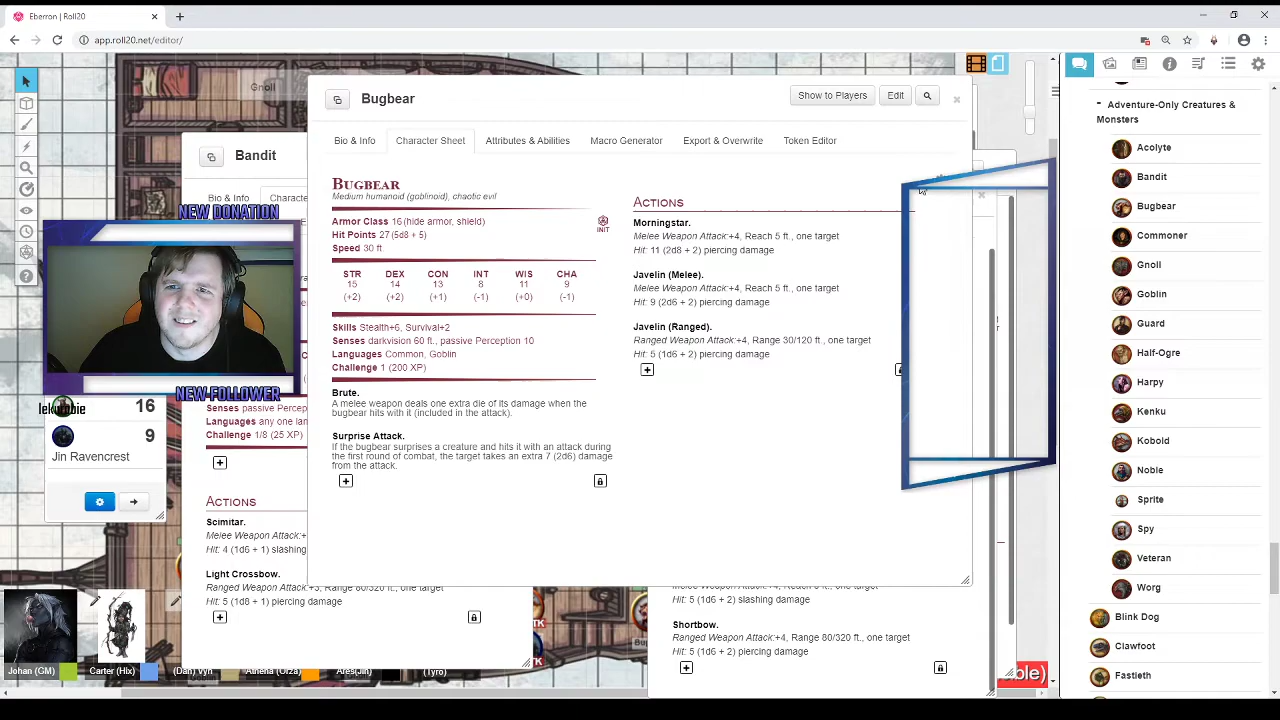 Eberron | Roll20
app.roll20.net/editor/
Gnoll
Bugbear
Show to Players
Edit
Bio & Info
Character Sheet
Attributes & Abilities
Macro Generator
Export & Overwrite
Token Editor
Bandit
Bio & Info
NEW DONATION
NEW FOLLOWER
lekumbie
16
9
Jin Ravencrest
Bugbear
Medium humanoid (goblinoid), chaotic evil
Armor Class 16 (hide armor, shield)
Hit Points 27 (5d8 + 5)
Speed 30 ft.
INIT
STR DEX CON INT WIS CHA
15 14 13 8 11 9
(+2) (+2) (+1) (-1) (+0) (-1)
Skills Stealth+6, Survival+2
Senses darkvision 60 ft., passive Perception 10
Languages Common, Goblin
Challenge 1 (200 XP)
Brute.
A melee weapon deals one extra die of its damage when the
bugbear hits with it (included in the attack).
Surprise Attack.
If the bugbear surprises a creature and hits it with an attack during
the first round of combat, the target takes an extra 7 (2d6) damage
from the attack.
Actions
Morningstar.
Melee Weapon Attack:+4, Reach 5 ft., one target
Hit: 11 (2d8 + 2) piercing damage
Javelin (Melee).
Melee Weapon Attack:+4, Reach 5 ft., one target
Hit: 9 (2d6 + 2) piercing damage
Javelin (Ranged).
Ranged Weapon Attack:+4, Range 30/120 ft., one target
Hit: 5 (1d6 + 2) piercing damage
Senses passive Percep
Languages any one lan
Challenge 1/8 (25 XP)
Actions
Scimitar.
Melee Weapon Attack:+
Hit: 4 (1d6 + 1) slashing
Light Crossbow.
Ranged Weapon Attack:+3, Range 80/320 ft., one target
Hit: 5 (1d8 + 1) piercing damage
Hit: 5 (1d6 + 2) slashing damage
Shortbow.
Ranged Weapon Attack:+4, Range 80/320 ft., one target
Hit: 5 (1d6 + 2) piercing damage
Johan (GM)
Carter (Hix)
(Dan) Vyn
Athena (Orza)
(Tyro)
Adventure-Only Creatures &
Monsters
Acolyte
Bandit
Bugbear
Commoner
Gnoll
Goblin
Guard
Half-Ogre
Harpy
Kenku
Kobold
Noble
Sprite
Spy
Veteran
Worg
Blink Dog
Clawfoot
Fastieth